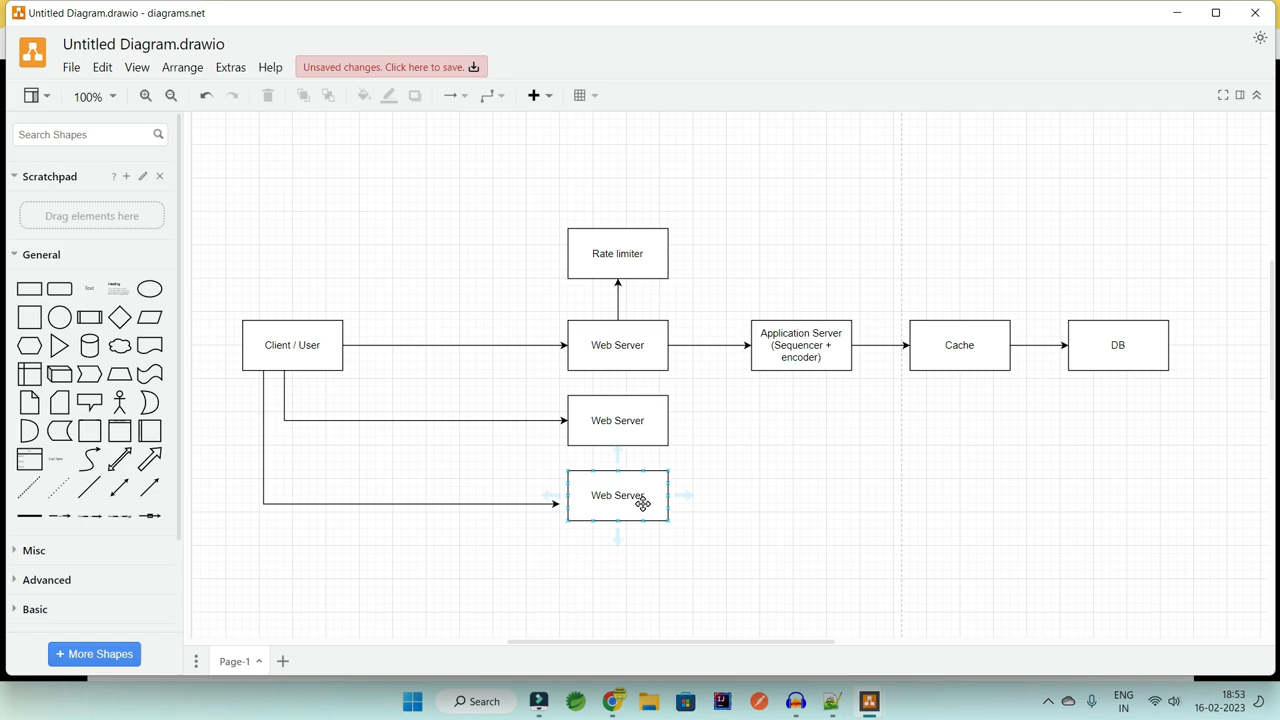 Untitled Diagram.drawio - diagrams.net
Untitled Diagram.drawio
File Edit View Arrange Extras Help Unsaved changes. Click here to save.
100%
Search Shapes
Scratchpad
?
Drag elements here
General
Text
Heading
List Item
Misc
Advanced
Basic
+ More Shapes
Rate limiter
Client / User
Web Server
Application Server
(Sequencer +
encoder)
Cache
DB
Web Server
Web Server
Page-1
Search
ENG
IN
18:53
16-02-2023